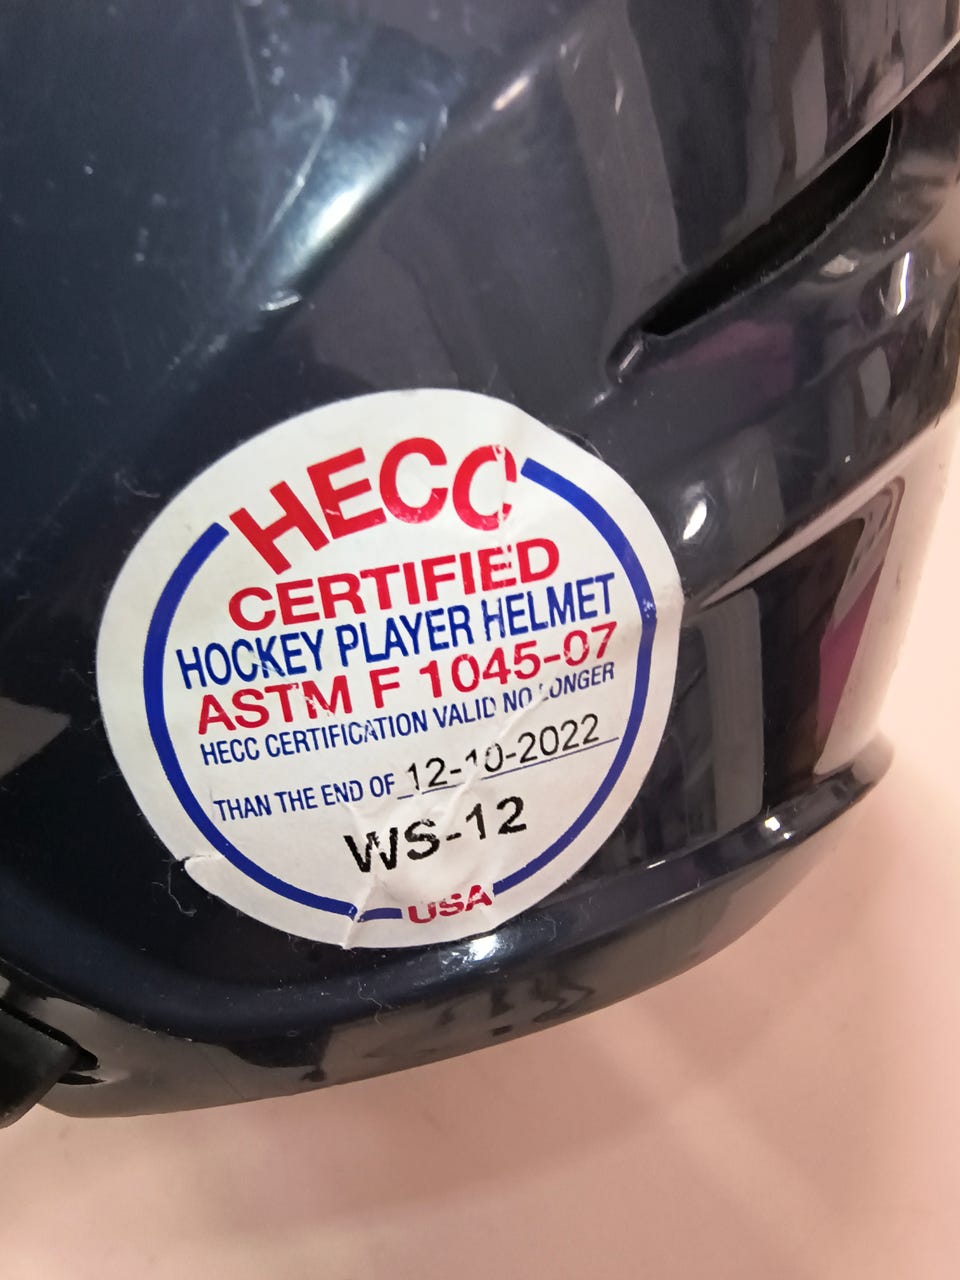 HECC
CERTIFIED
HOCKEY PLAYER HELMET
ASTM F 1045-07
HECC CERTIFICATION VALID NO LONGER
THAN THE END OF 12-10-2022
WS-12
USA